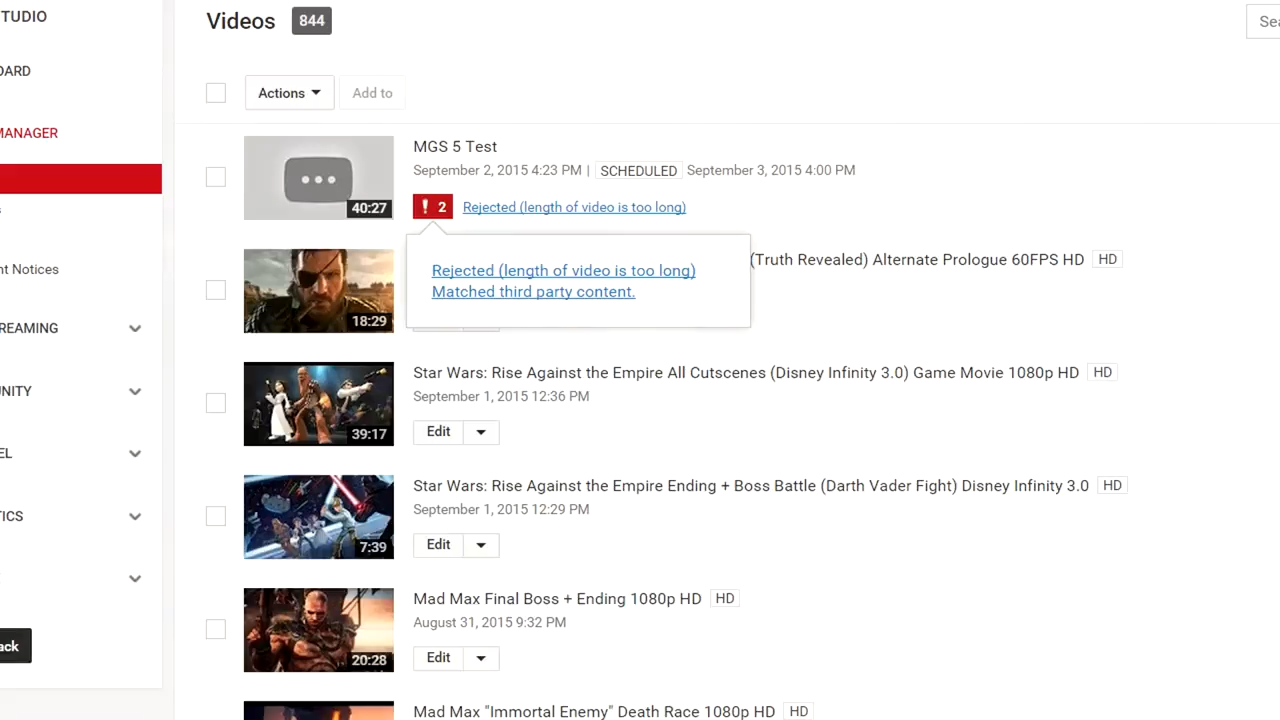 TUDIO
Videos 844
Sea
OARD
Actions Add to
MANAGER
MGS 5 Test
September 2, 2015 4:23 PM | SCHEDULED September 3, 2015 4:00 PM
40:27
! 2 Rejected (length of video is too long)
Rejected (length of video is too long)
Matched third party content.
(Truth Revealed) Alternate Prologue 60FPS HD HD
nt Notices
18:29
REAMING
Star Wars: Rise Against the Empire All Cutscenes (Disney Infinity 3.0) Game Movie 1080p HD HD
September 1, 2015 12:36 PM
UNITY
39:17
Edit
EL
Star Wars: Rise Against the Empire Ending + Boss Battle (Darth Vader Fight) Disney Infinity 3.0 HD
September 1, 2015 12:29 PM
TICS
7:39
Edit
Mad Max Final Boss + Ending 1080p HD HD
August 31, 2015 9:32 PM
ack
20:28
Edit
Mad Max "Immortal Enemy" Death Race 1080p HD HD